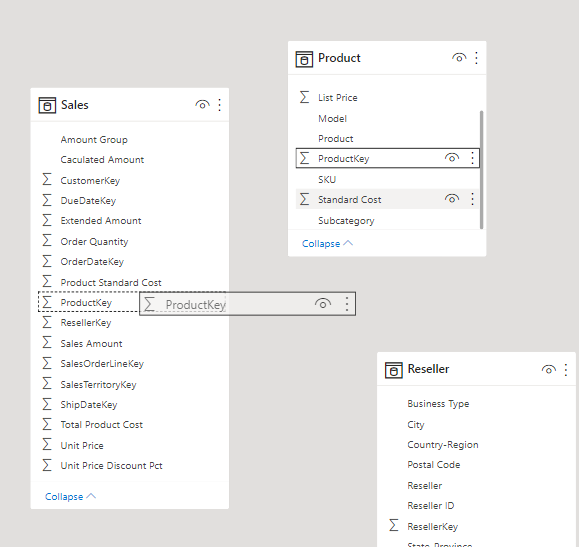 Sales
Amount Group
Caculated Amount
CustomerKey
DueDateKey
Extended Amount
Order Quantity
OrderDateKey
Product Standard Cost
ProductKey
ResellerKey
Sales Amount
SalesOrderLineKey
SalesTerritoryKey
ShipDateKey
Total Product Cost
Unit Price
Unit Price Discount Pct
Collapse
ProductKey
Product
List Price
Model
Product
ProductKey
SKU
Standard Cost
Subcategory
Collapse
Reseller
Business Type
City
Country-Region
Postal Code
Reseller
Reseller ID
ResellerKey
State-Province